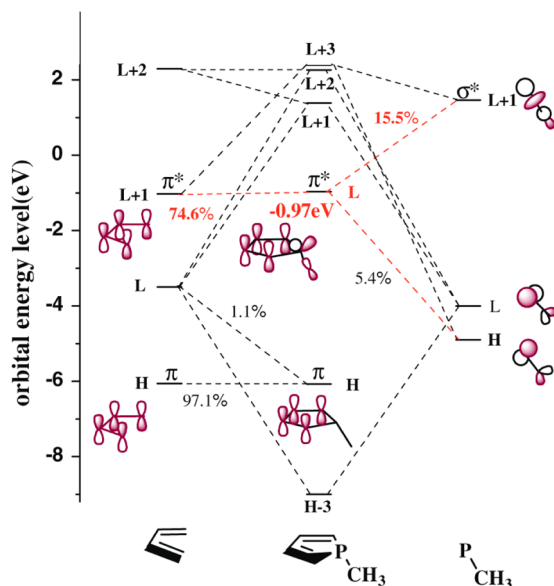 orbital energy level(eV)
2
0
-2
-4
-6
-8
L+2
L+3
L+2
L+1
σ*
L+1
15.5%
π*
L+1
74.6%
π*
L
-0.97eV
5.4%
L
L
H
1.1%
H
π
97.1%
π
H
H-3
P
CH₃
P
CH₃